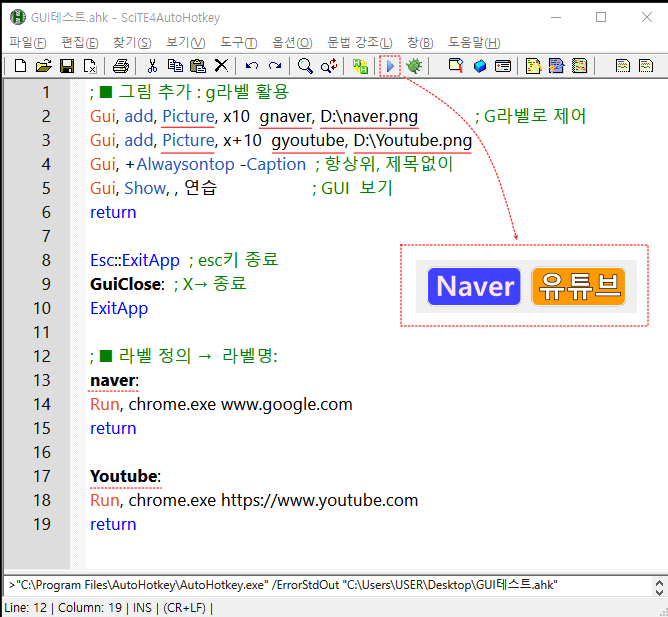 GUI테스트.ahk - SciTE4AutoHotkey
파일(F) 편집(E) 찾기(S) 보기(V) 도구(T) 옵션(O) 문법 강조(L) 창(B) 도움말(H)
1 ; ■ 그림 추가 : g라벨 활용
2 Gui, add, Picture, x10 gnaver, D:\naver.png ; G라벨로 제어
3 Gui, add, Picture, x+10 gyoutube, D:\Youtube.png
4 Gui, +Alwaysontop -Caption ; 항상위, 제목없이
5 Gui, Show, , 연습 ; GUI 보기
6 return
7
8 Esc::ExitApp ; esc키 종료
9 GuiClose: ; X→ 종료
10 ExitApp
11
12 ; ■ 라벨 정의 → 라벨명:
13 naver:
14 Run, chrome.exe www.google.com
15 return
16
17 Youtube:
18 Run, chrome.exe https://www.youtube.com
19 return
Naver 유튜브
>"C:\Program Files\AutoHotkey\AutoHotkey.exe" /ErrorStdOut "C:\Users\USER\Desktop\GUI테스트.ahk"
Line: 12 | Column: 19 | INS | (CR+LF) |